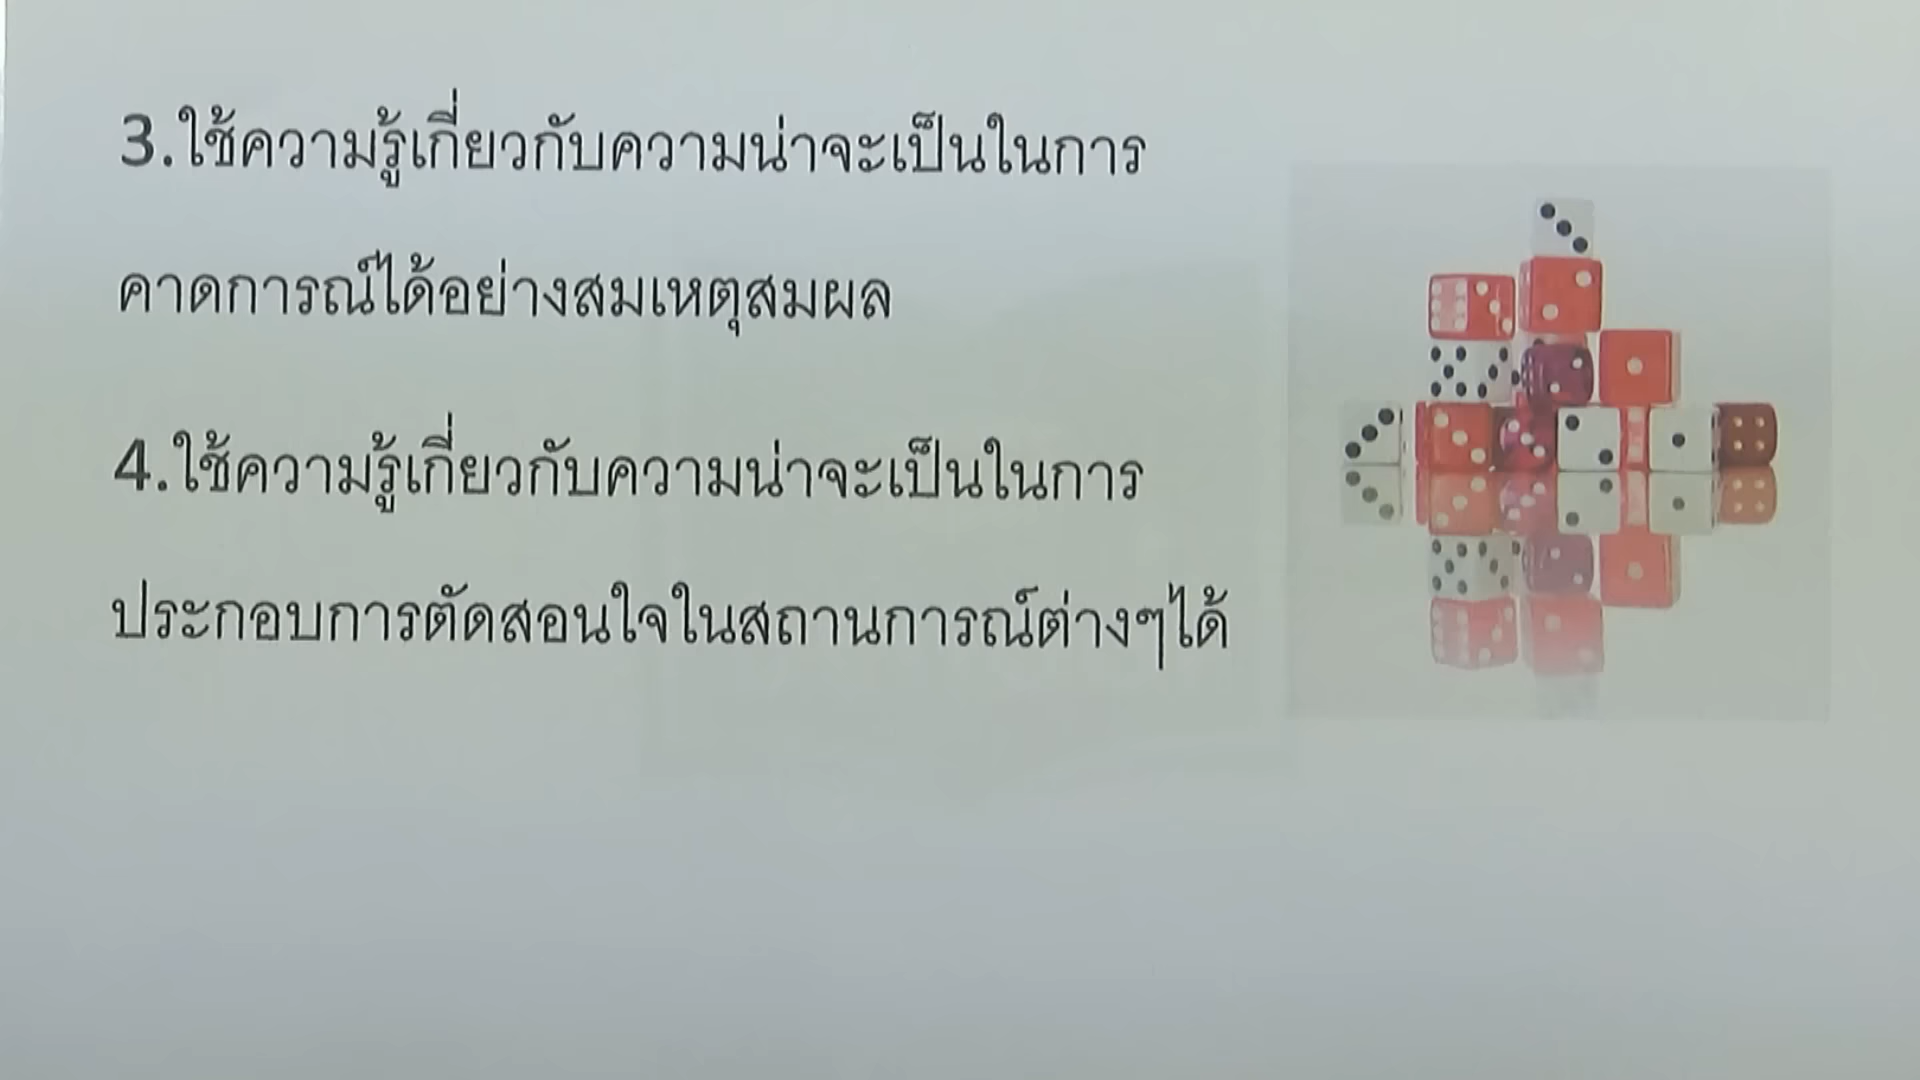 3.ใช้ความรู้เกี่ยวกับความน่าจะเป็นในการ
คาดการณ์ได้อย่างสมเหตุสมผล
4.ใช้ความรู้เกี่ยวกับความน่าจะเป็นในการ
ประกอบการตัดสอนใจในสถานการณ์ต่างๆได้